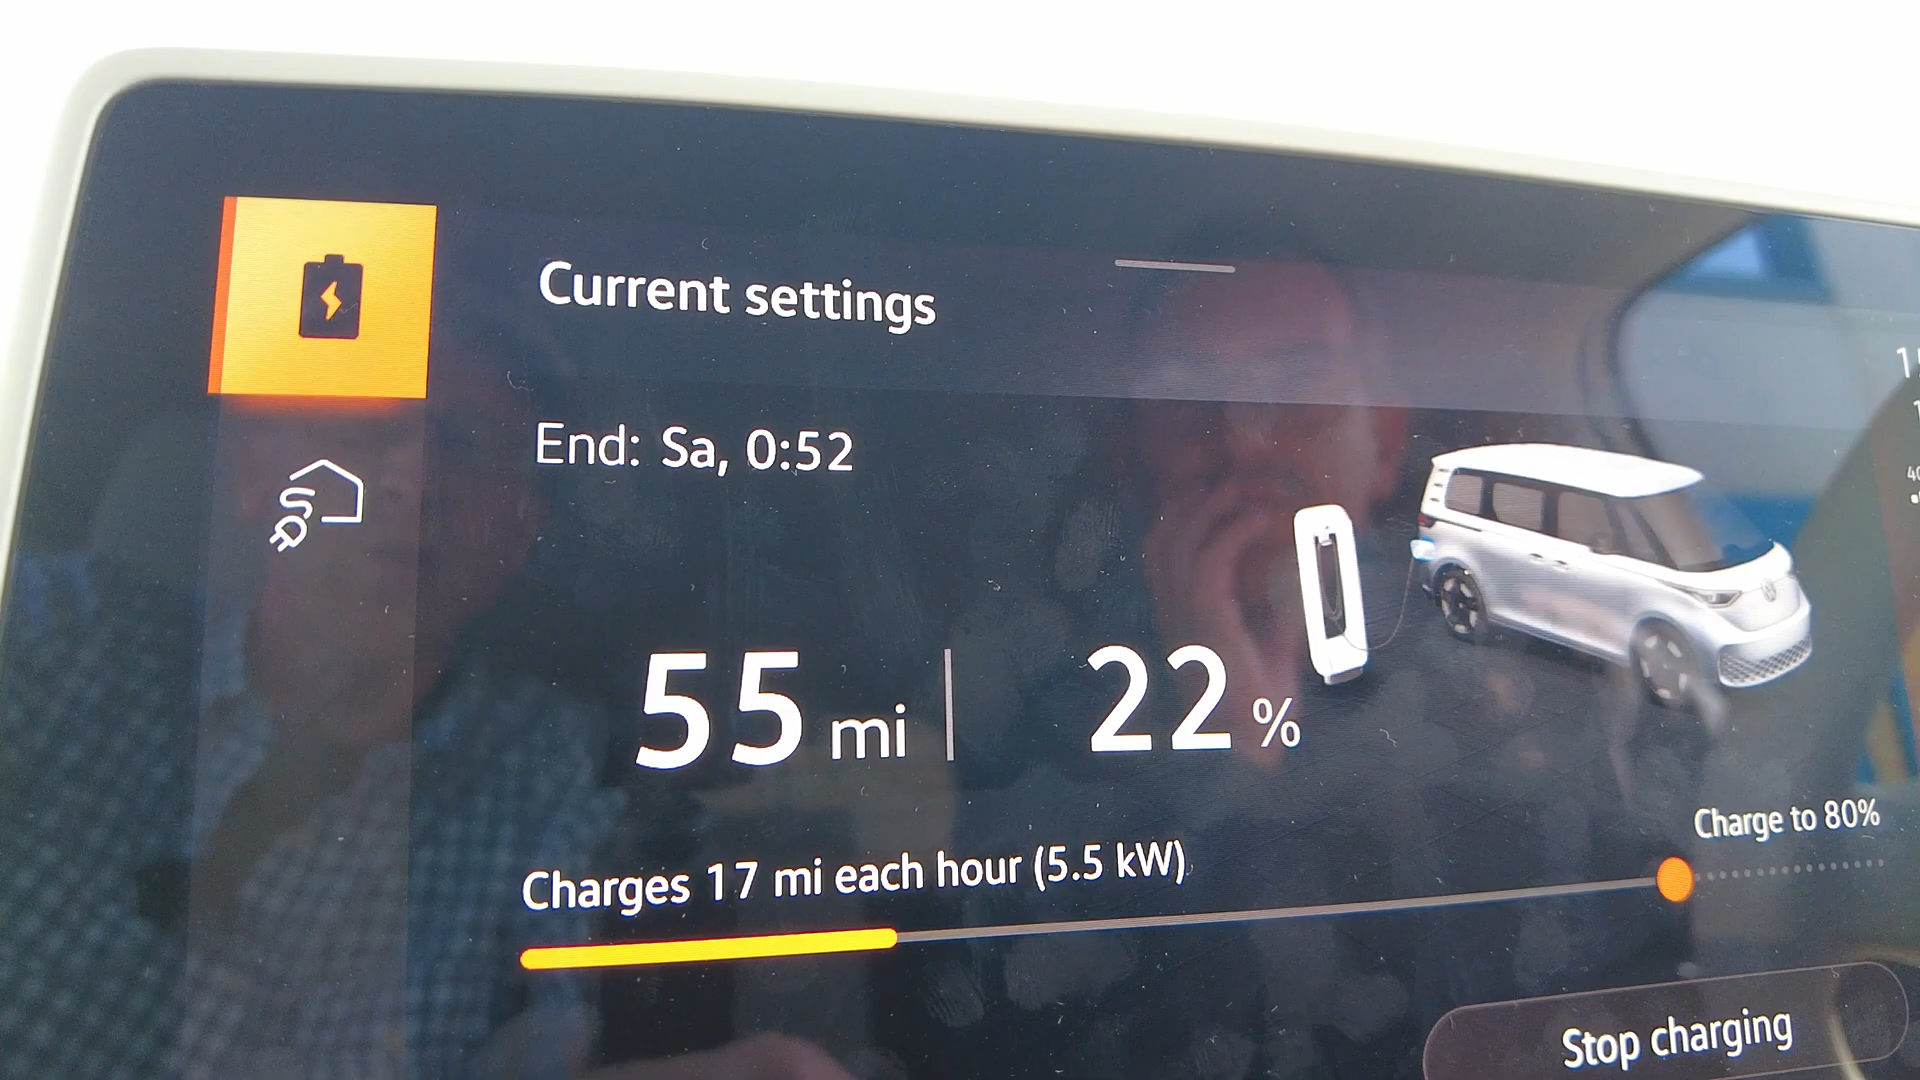 Current settings
End: Sa, 0:52
55 mi | 22 %
Charges 17 mi each hour (5.5 kW)
Charge to 80%
Stop charging